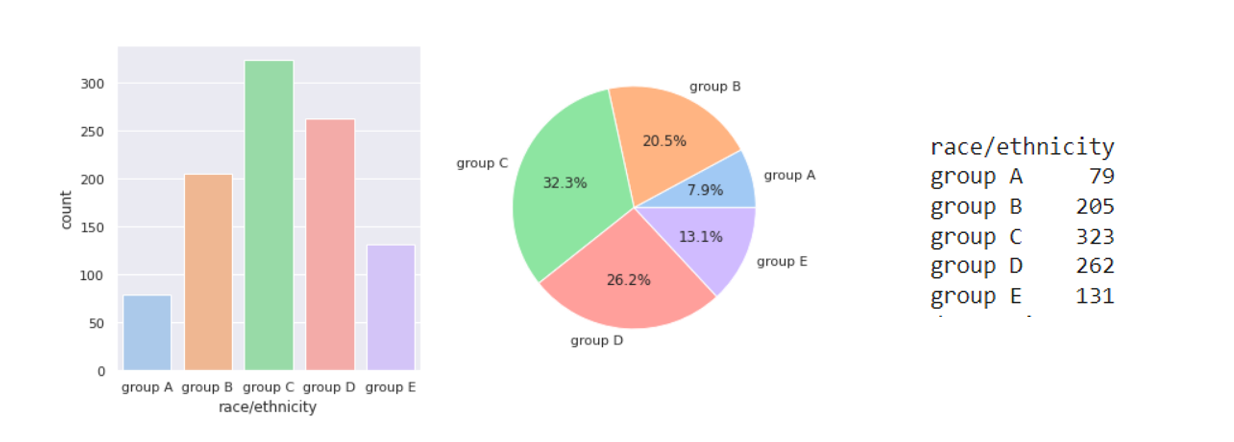 300
250
200
150
100
50
0
count
group A group B group C group D group E
race/ethnicity
group B
20.5%
group C
32.3%
group A
7.9%
13.1%
group E
26.2%
group D
race/ethnicity
group A 79
group B 205
group C 323
group D 262
group E 131